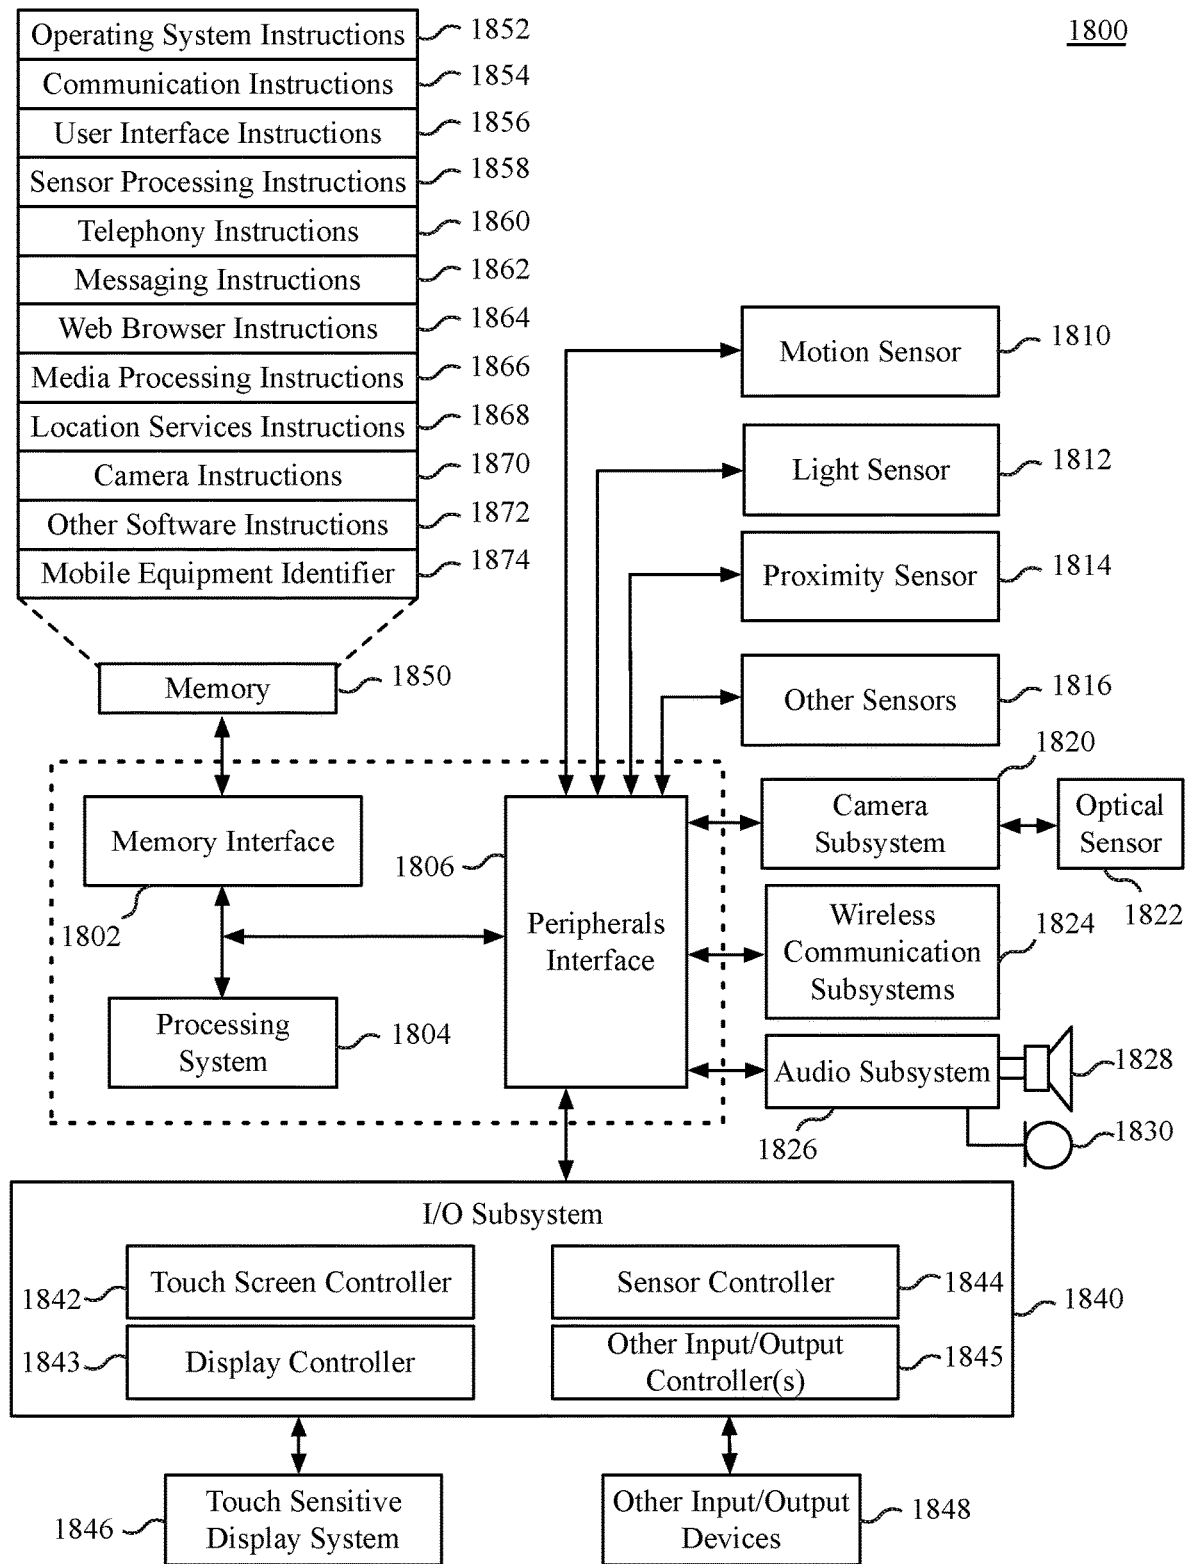 1800
Operating System Instructions 1852
Communication Instructions 1854
User Interface Instructions 1856
Sensor Processing Instructions 1858
Telephony Instructions 1860
Messaging Instructions 1862
Web Browser Instructions 1864
Media Processing Instructions 1866
Location Services Instructions 1868
Camera Instructions 1870
Other Software Instructions 1872
Mobile Equipment Identifier 1874
Memory 1850
Motion Sensor 1810
Light Sensor 1812
Proximity Sensor 1814
Other Sensors 1816
Memory Interface
1802
Processing
System
1804
1806
Peripherals
Interface
1820
Camera
Subsystem
Optical
Sensor
1822
Wireless
Communication
Subsystems
1824
Audio Subsystem
1826
1828
1830
I/O Subsystem
1840
1842 Touch Screen Controller
Sensor Controller 1844
1843 Display Controller
Other Input/Output
Controller(s)
1845
Touch Sensitive
Display System
1846
Other Input/Output
Devices
1848